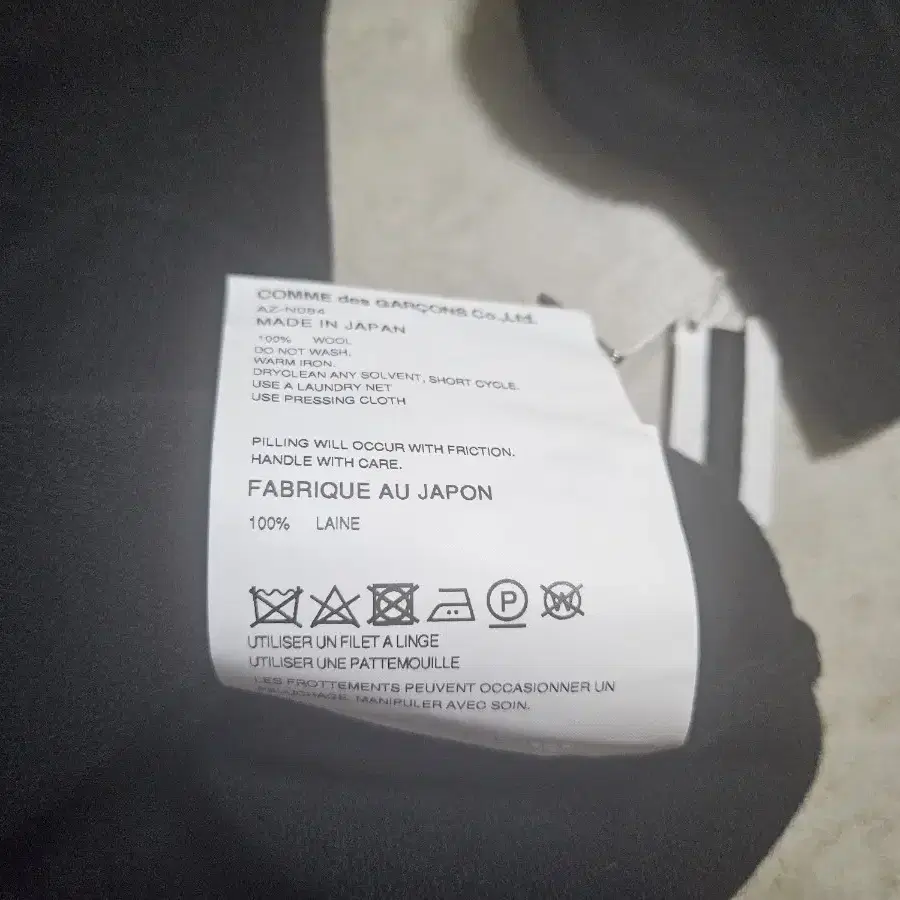 COMME des GARÇONS Co.,Ltd.
AZ-N084
MADE IN JAPAN
100% WOOL
DO NOT WASH.
WARM IRON.
DRYCLEAN ANY SOLVENT, SHORT CYCLE.
USE A LAUNDRY NET
USE PRESSING CLOTH
PILLING WILL OCCUR WITH FRICTION.
HANDLE WITH CARE.
FABRIQUE AU JAPON
100% LAINE
P W
UTILISER UN FILET A LINGE
UTILISER UNE PATTEMOUILLE
LES FROTTEMENTS PEUVENT OCCASIONNER UN
MANIPULER AVEC SOIN.